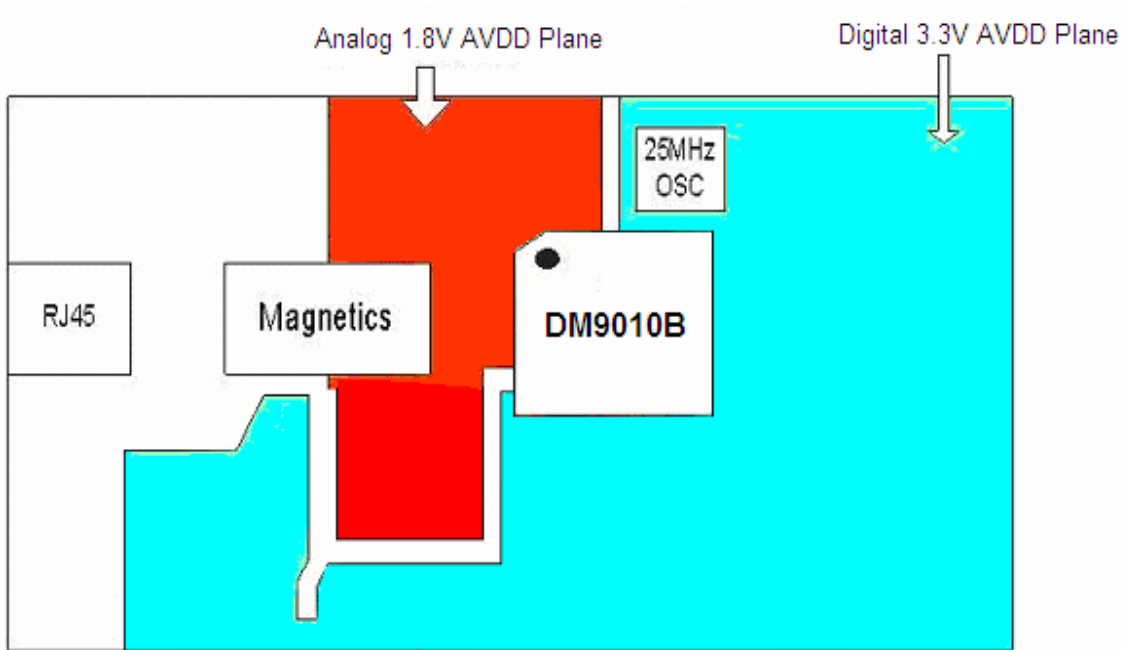 Analog 1.8V AVDD Plane
Digital 3.3V AVDD Plane
25MHz
OSC
RJ45
Magnetics
DM9010B